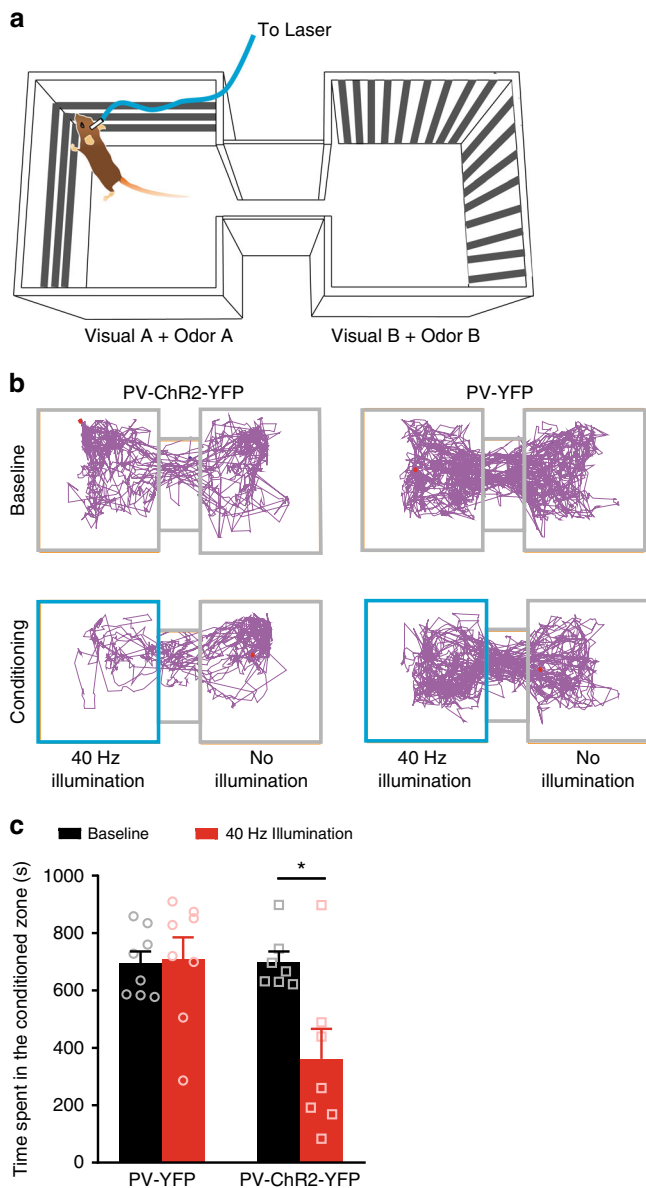 a
To Laser
Visual A + Odor A
Visual B + Odor B
b
PV-ChR2-YFP
PV-YFP
Baseline
Conditioning
40 Hz
illumination
No
illumination
40 Hz
illumination
No
illumination
c
Baseline
40 Hz Illumination
Time spent in the conditioned zone (s)
1000
800
600
400
200
0
*
PV-YFP
PV-ChR2-YFP